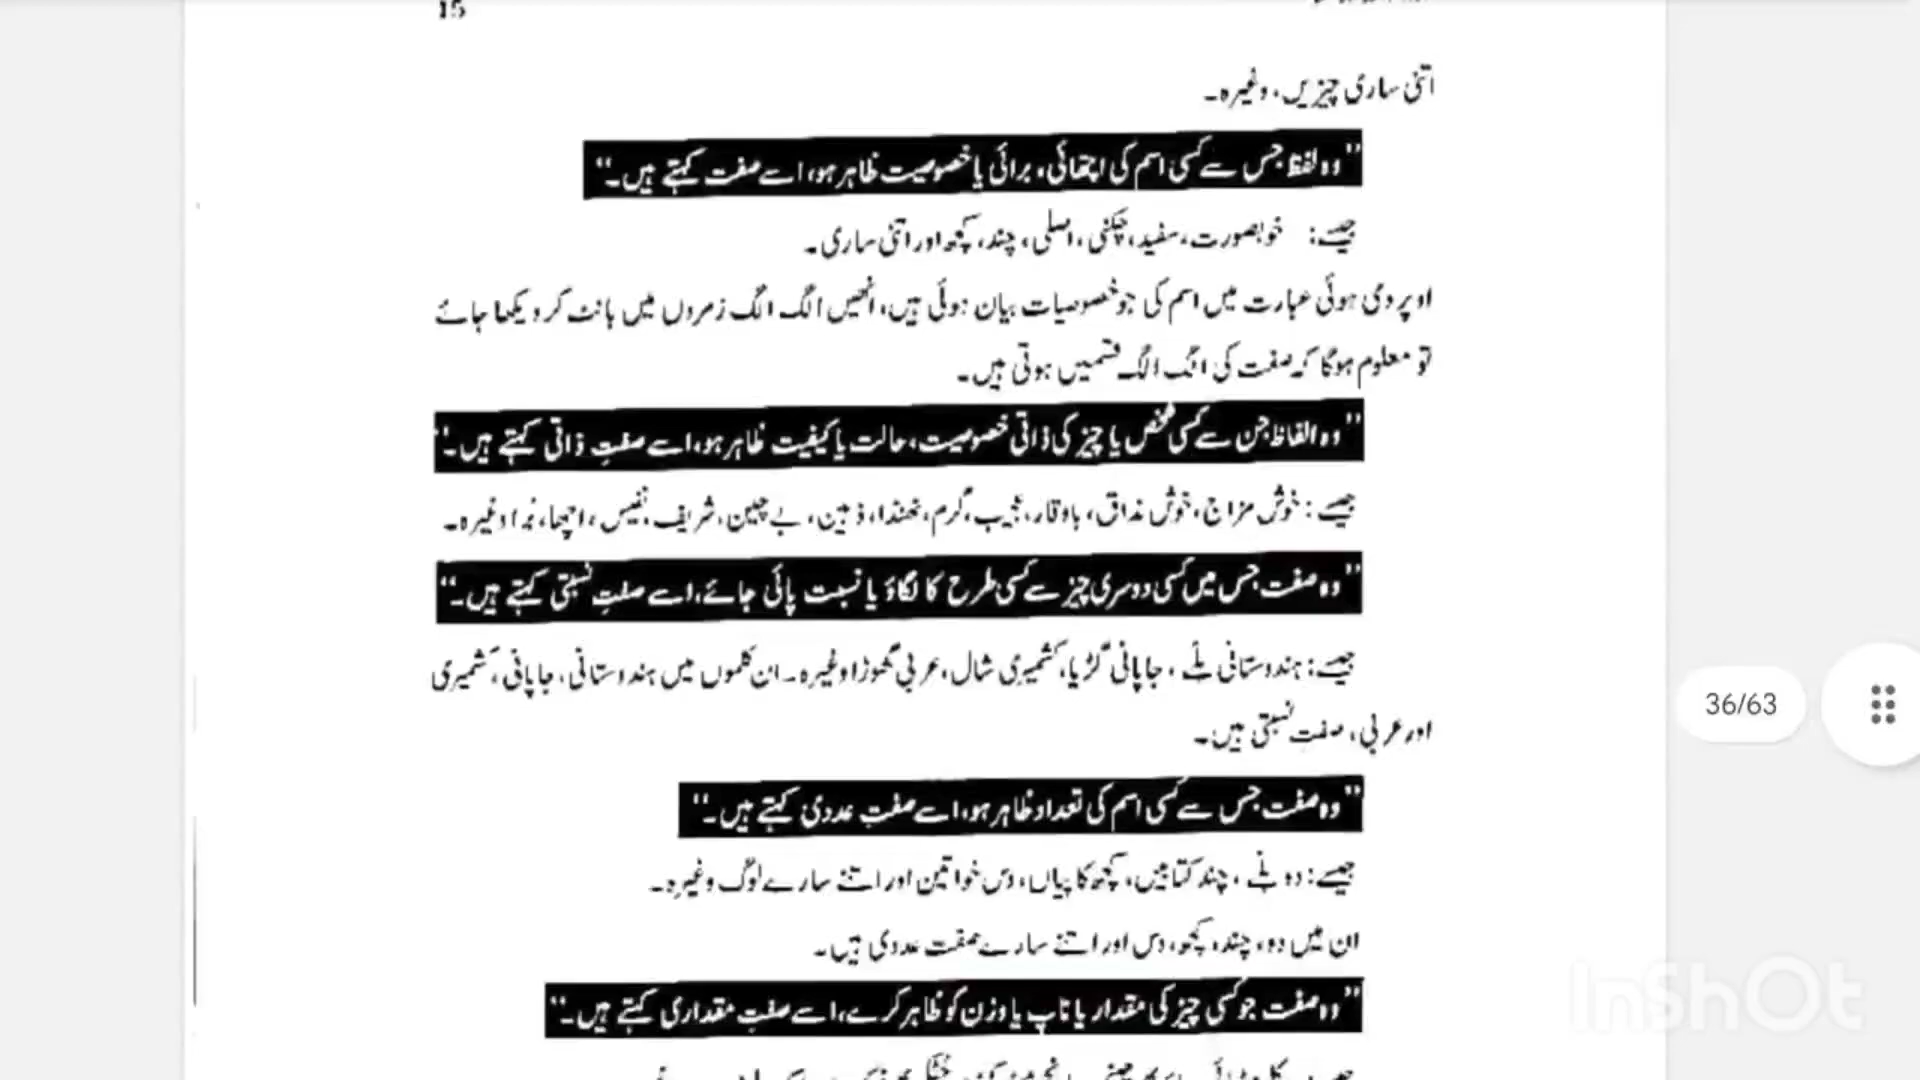 15
اتنی ساری چیزیں، وغیرہ۔
”وہ لفظ جس سے کسی اسم کی اچھائی، برائی یا خصوصیت ظاہر ہو، اسے صفت کہتے ہیں۔“
جیسے: خوبصورت، سفید، چکنی، اصلی، چند، کچھ اور اتنی ساری۔
اوپر دی ہوئی عبارت میں اسم کی جو خصوصیات بیان ہوئی ہیں، انھیں الگ الگ زمروں میں بانٹ کر دیکھا جائے
تو معلوم ہوگا کہ صفت کی الگ الگ قسمیں ہوتی ہیں۔
”وہ الفاظ جن سے کسی شخص یا چیز کی ذاتی خصوصیت، حالت یا کیفیت ظاہر ہو، اسے صفتِ ذاتی کہتے ہیں۔“
جیسے: خوش مزاج، خوش مذاق، باوقار، عجیب، گرم، ٹھنڈا، ذہین، بے چین، شریف، نفیس، اچھا، بُرا وغیرہ۔
”وہ صفت جس میں کسی دوسری چیز سے کسی طرح کا لگاؤ یا نسبت پائی جائے، اسے صفتِ نسبتی کہتے ہیں۔“
جیسے: ہندوستانی بلّے، جاپانی گڑیا، کشمیری شال، عربی گھوڑا وغیرہ۔ ان کلموں میں ہندوستانی، جاپانی، کشمیری
اور عربی، صفتِ نسبتی ہیں۔
”وہ صفت جس سے کسی اسم کی تعداد ظاہر ہو، اسے صفتِ عددی کہتے ہیں۔“
جیسے: دو بلّے، چند کتابیں، کچھ کاپیاں، دس خواتین اور اتنے سارے لوگ وغیرہ۔
ان میں دو، چند، کچھ، دس اور اتنے سارے صفت عددی ہیں۔
”وہ صفت جو کسی چیز کی مقدار یا ناپ یا وزن کو ظاہر کرے، اسے صفتِ مقداری کہتے ہیں۔“
36/63
InShOt